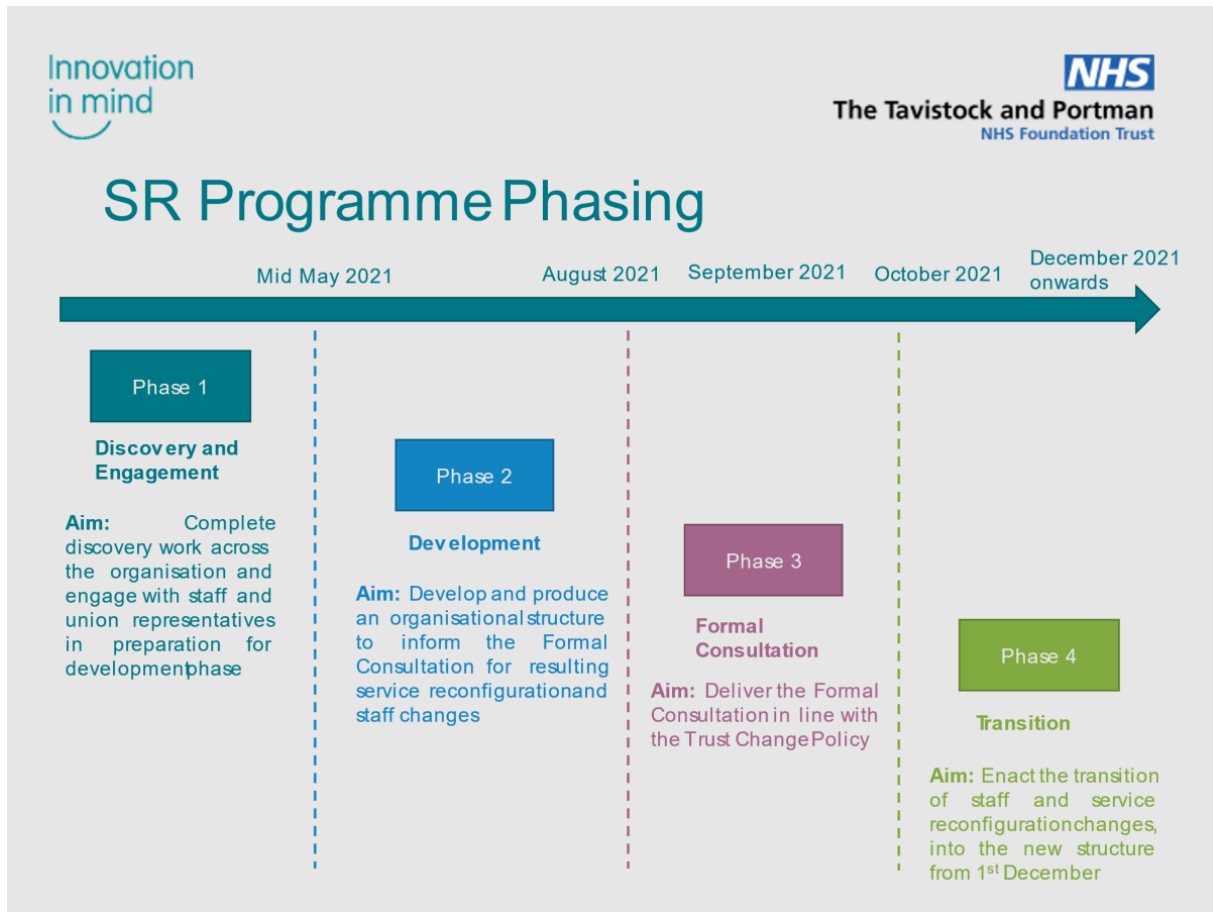 Innovation
in mind
NHS
The Tavistock and Portman
NHS Foundation Trust
SR Programme Phasing
Mid May 2021
August 2021
September 2021
October 2021
December 2021
onwards
Phase 1
Discovery and
Engagement
Aim: Complete
discovery work across
the organisation and
engage with staff and
union representatives
in preparation for
development phase
Phase 2
Development
Aim: Develop and produce
an organisational structure
to inform the Formal
Consultation for resulting
service reconfiguration and
staff changes
Phase 3
Formal
Consultation
Aim: Deliver the Formal
Consultation in line with
the Trust Change Policy
Phase 4
Transition
Aim: Enact the transition
of staff and service
reconfiguration changes,
into the new structure
from 1st December